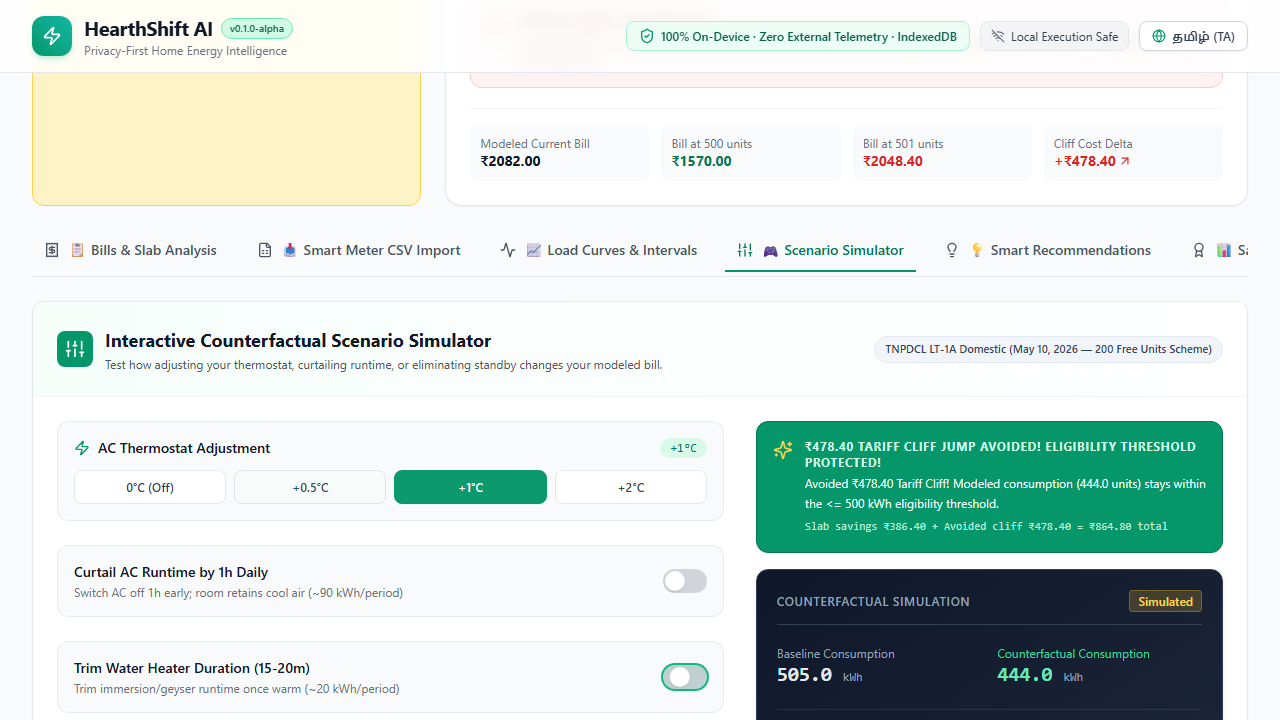 HearthShift AI v0.1.0-alpha
Privacy-First Home Energy Intelligence
100% On-Device · Zero External Telemetry · IndexedDB
Local Execution Safe
தமிழ் (TA)
Modeled Current Bill
₹2082.00
Bill at 500 units
₹1570.00
Bill at 501 units
₹2048.40
Cliff Cost Delta
+₹478.40 ↗
Bills & Slab Analysis
Smart Meter CSV Import
Load Curves & Intervals
Scenario Simulator
Smart Recommendations
Interactive Counterfactual Scenario Simulator
Test how adjusting your thermostat, curtailing runtime, or eliminating standby changes your modeled bill.
TNPDCL LT-1A Domestic (May 10, 2026 — 200 Free Units Scheme)
AC Thermostat Adjustment
+1°C
0°C (Off)
+0.5°C
+1°C
+2°C
Curtail AC Runtime by 1h Daily
Switch AC off 1h early; room retains cool air (~90 kWh/period)
Trim Water Heater Duration (15-20m)
Trim immersion/geyser runtime once warm (~20 kWh/period)
₹478.40 TARIFF CLIFF JUMP AVOIDED! ELIGIBILITY THRESHOLD
PROTECTED!
Avoided ₹478.40 Tariff Cliff! Modeled consumption (444.0 units) stays within
the <= 500 kWh eligibility threshold.
Slab savings ₹386.40 + Avoided cliff ₹478.40 = ₹864.80 total
COUNTERFACTUAL SIMULATION
Simulated
Baseline Consumption
505.0 kWh
Counterfactual Consumption
444.0 kWh